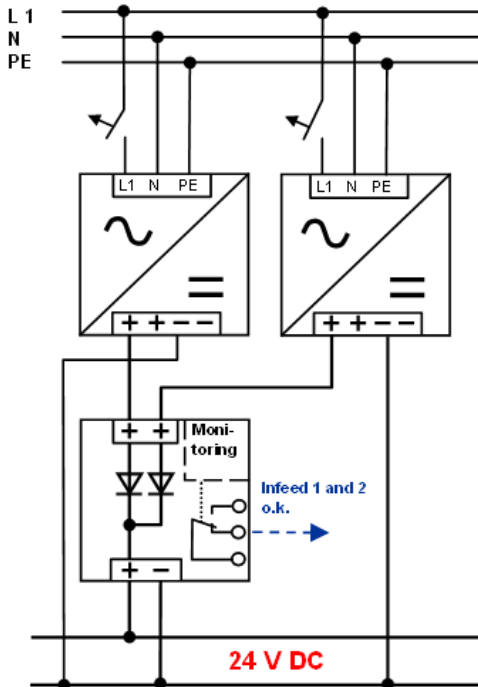 L 1
N
PE
L1 N PE
L1 N PE
+ + − −
+ + − −
+ +
Moni-
toring
Infeed 1 and 2
o.k.
+ −
24 V DC